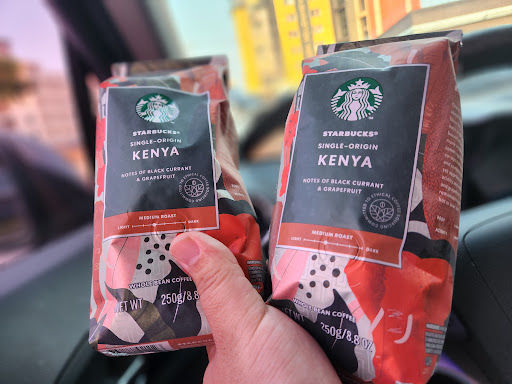 STARBUCKS®
SINGLE-ORIGIN
KENYA
NOTES OF BLACK CURRANT
& GRAPEFRUIT
MEDIUM ROAST
LIGHT
DARK
WHOLE BEAN COFFEE
NET WT 250g/8.8
STARBUCKS®
SINGLE-ORIGIN
KENYA
NOTES OF BLACK CURRANT
& GRAPEFRUIT
MEDIUM ROAST
LIGHT
DARK
WHOLE BEAN COFFEE
NET WT 250g/8.8 OZ